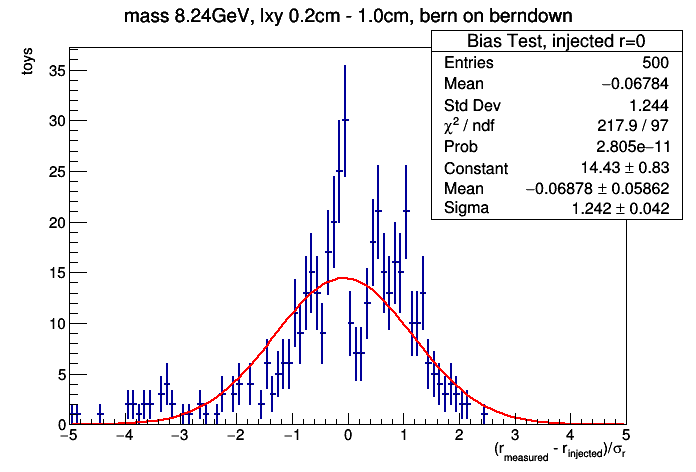 mass 8.24GeV, lxy 0.2cm - 1.0cm, bern on berndown
toys
Bias Test, injected r=0
Entries 500
Mean −0.06784
Std Dev 1.244
χ² / ndf 217.9 / 97
Prob 2.805e−11
Constant 14.43 ± 0.83
Mean −0.06878 ± 0.05862
Sigma 1.242 ± 0.042
35
30
25
20
15
10
5
0
−5 −4 −3 −2 −1 0 1 2 3 4 5
(r_measured - r_injected)/σ_r